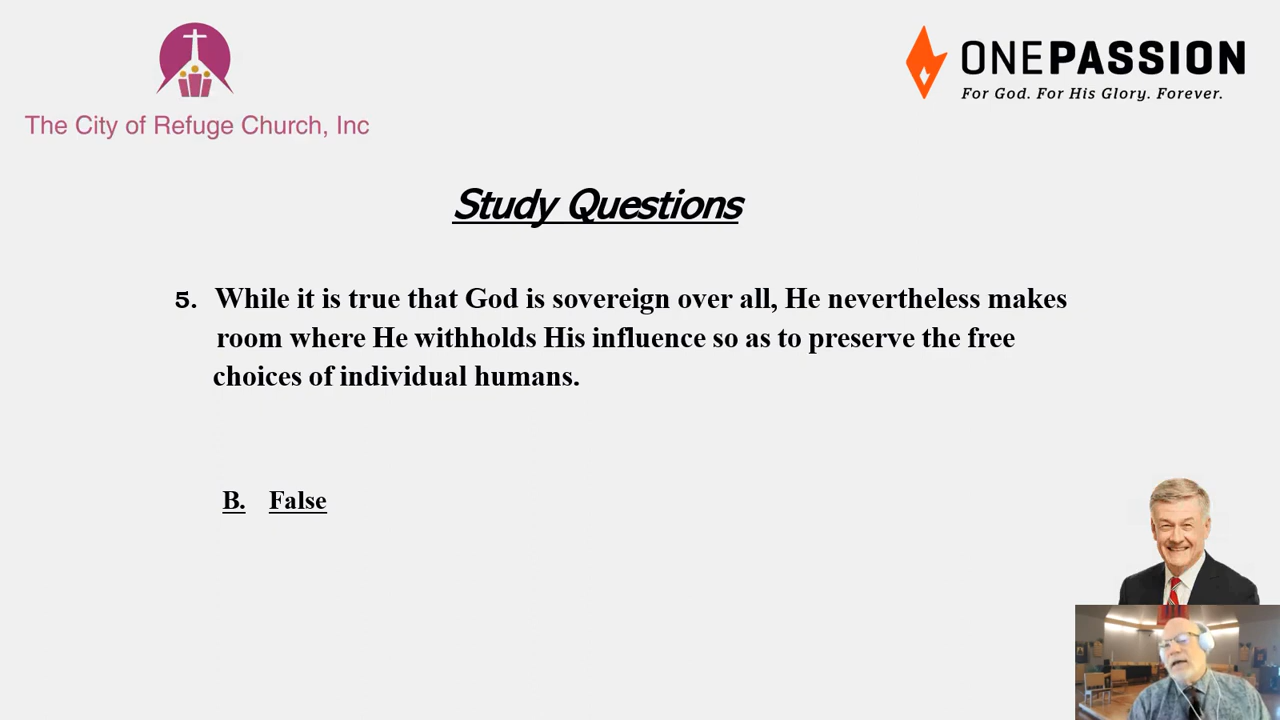 The City of Refuge Church, Inc
ONEPASSION
For God. For His Glory. Forever.
Study Questions
5. While it is true that God is sovereign over all, He nevertheless makes
room where He withholds His influence so as to preserve the free
choices of individual humans.
B. False